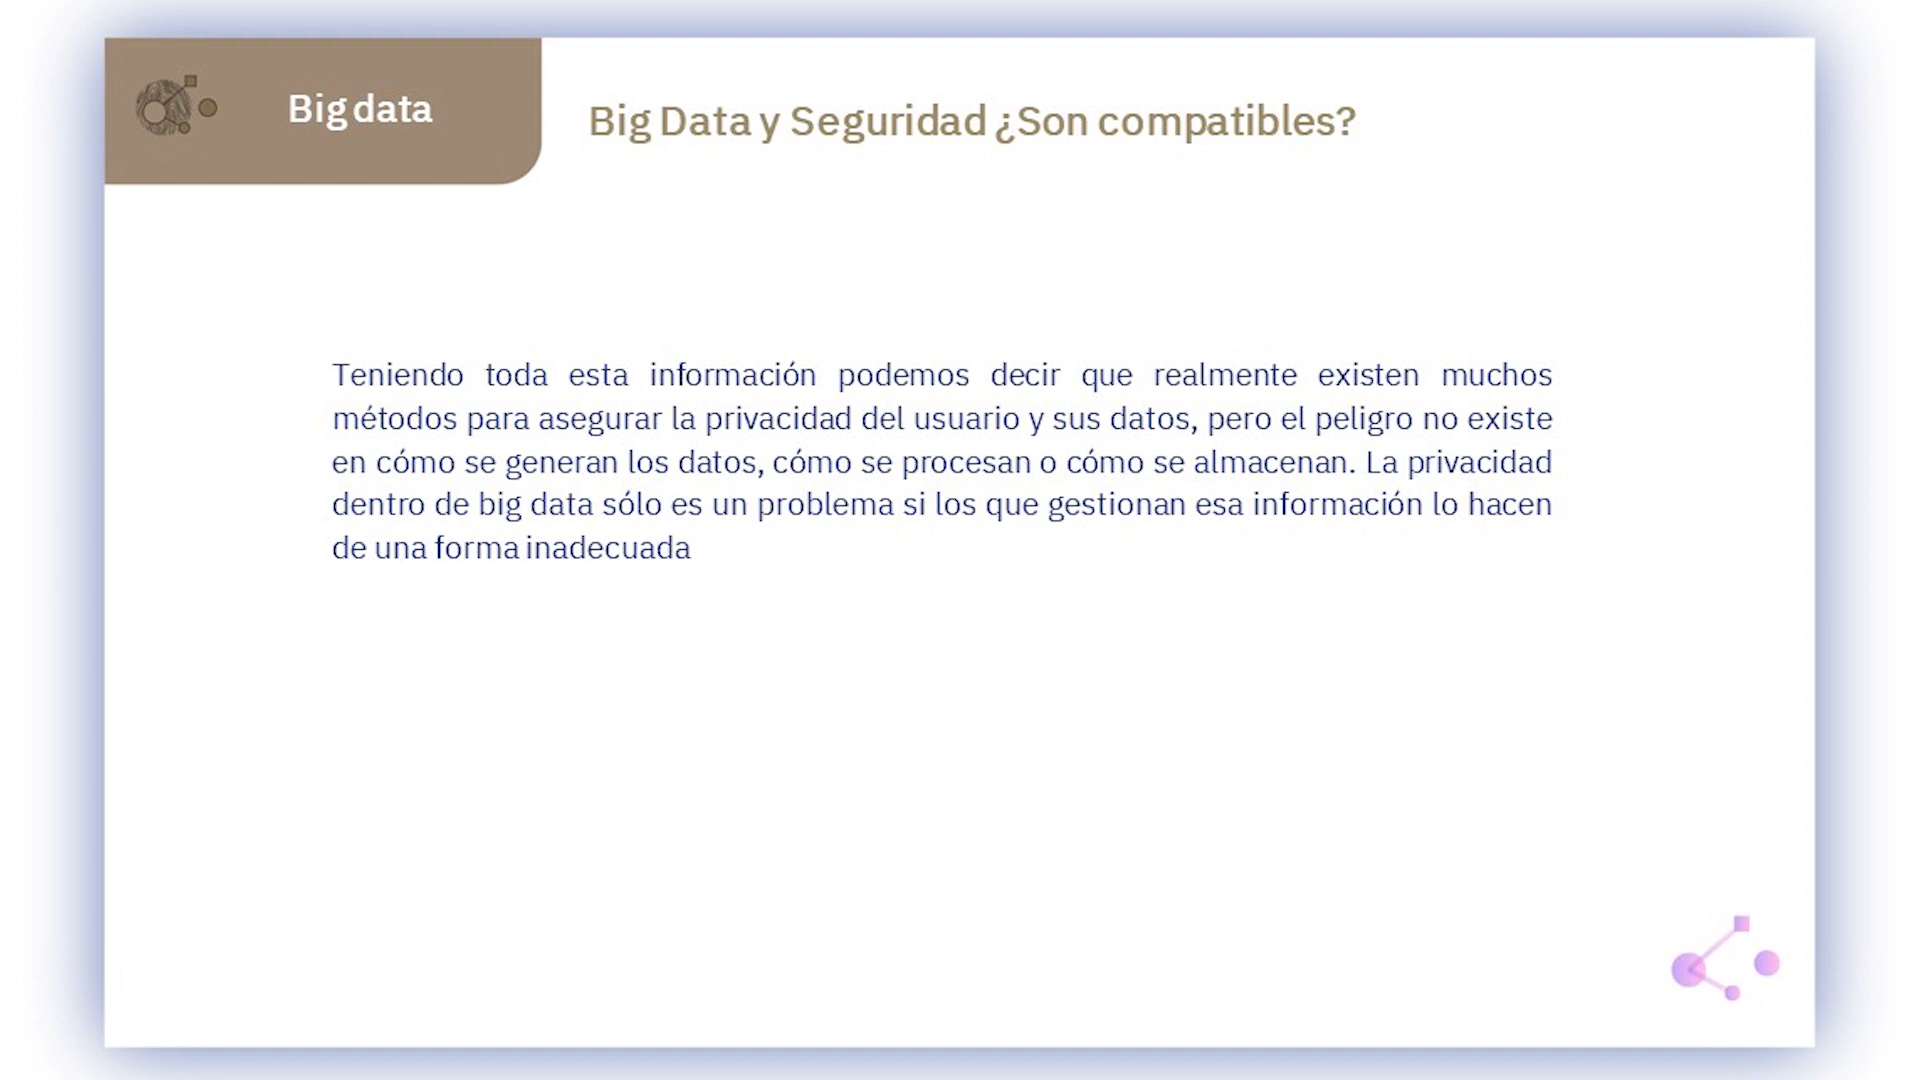 Big data
Big Data y Seguridad ¿Son compatibles?
Teniendo toda esta información podemos decir que realmente existen muchos
métodos para asegurar la privacidad del usuario y sus datos, pero el peligro no existe
en cómo se generan los datos, cómo se procesan o cómo se almacenan. La privacidad
dentro de big data sólo es un problema si los que gestionan esa información lo hacen
de una forma inadecuada